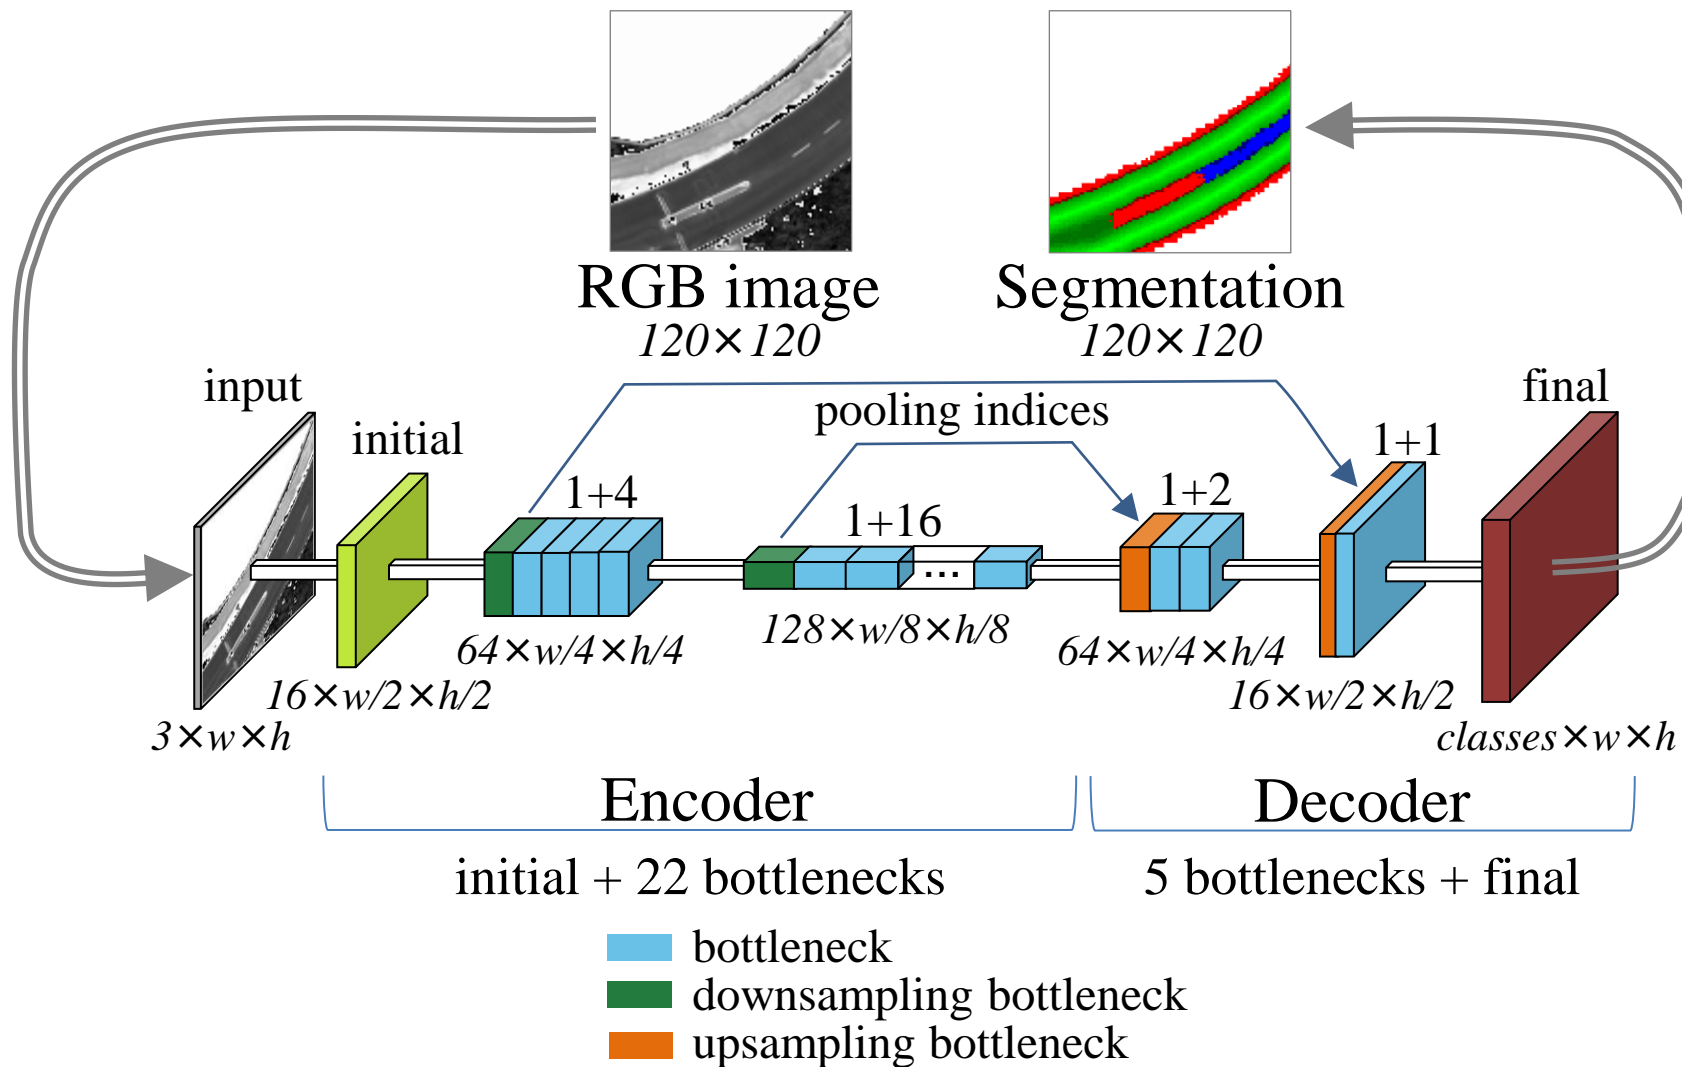 RGB image
120×120
Segmentation
120×120
input
initial
1+4
pooling indices
1+16
1+2
1+1
final
...
3×w×h
16×w/2×h/2
64×w/4×h/4
128×w/8×h/8
64×w/4×h/4
16×w/2×h/2
classes×w×h
Encoder
Decoder
initial + 22 bottlenecks
5 bottlenecks + final
bottleneck
downsampling bottleneck
upsampling bottleneck